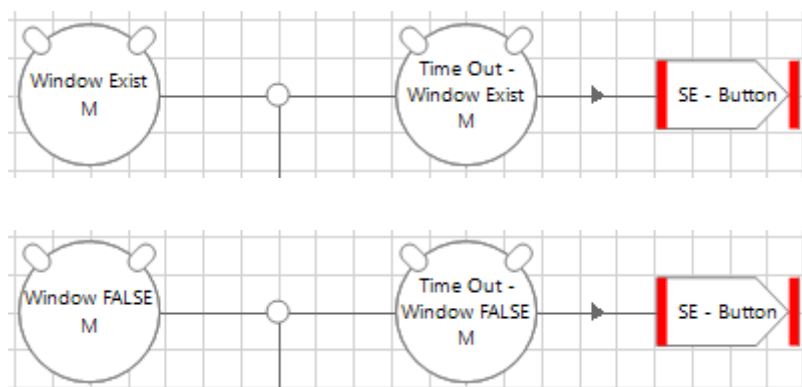 Window Exist
M
Time Out -
Window Exist
M
SE - Button
Window FALSE
M
Time Out -
Window FALSE
M
SE - Button